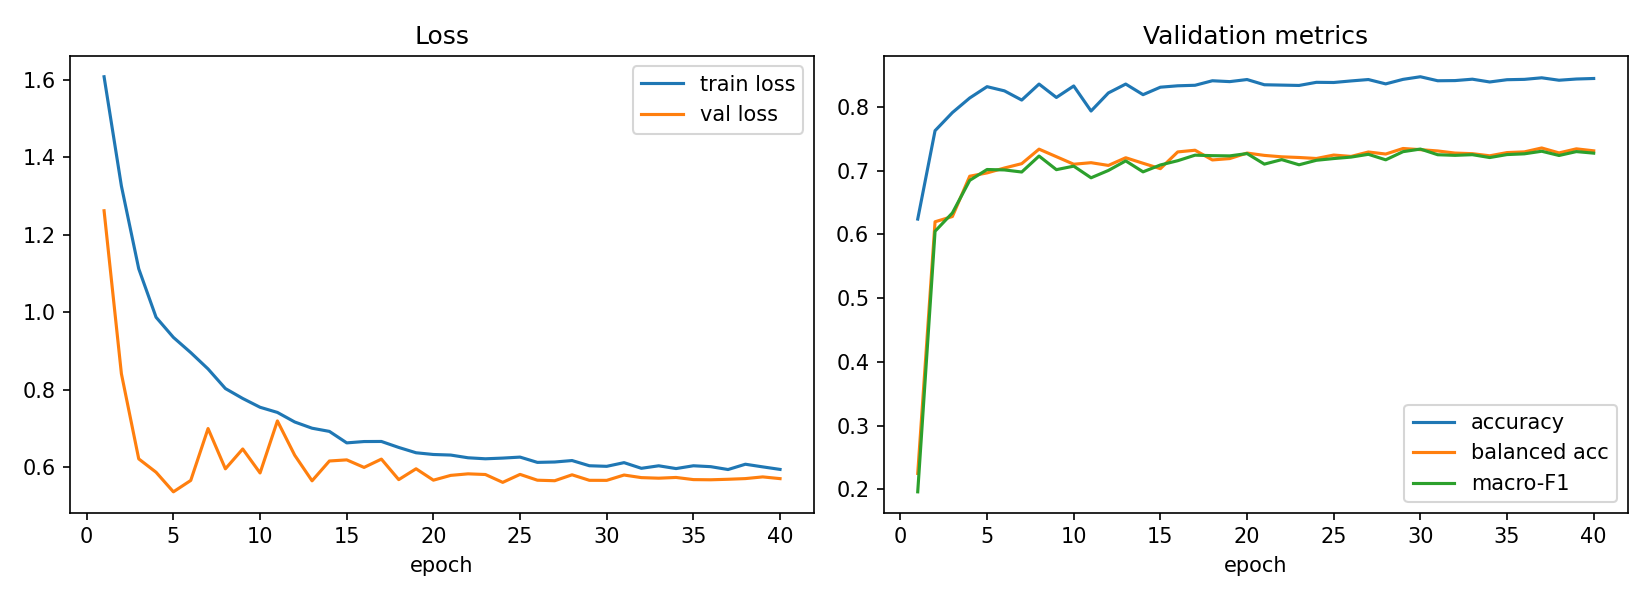 Loss
1.6
1.4
1.2
1.0
0.8
0.6
train loss
val loss
0 5 10 15 20 25 30 35 40
epoch
Validation metrics
0.8
0.7
0.6
0.5
0.4
0.3
0.2
accuracy
balanced acc
macro-F1
0 5 10 15 20 25 30 35 40
epoch